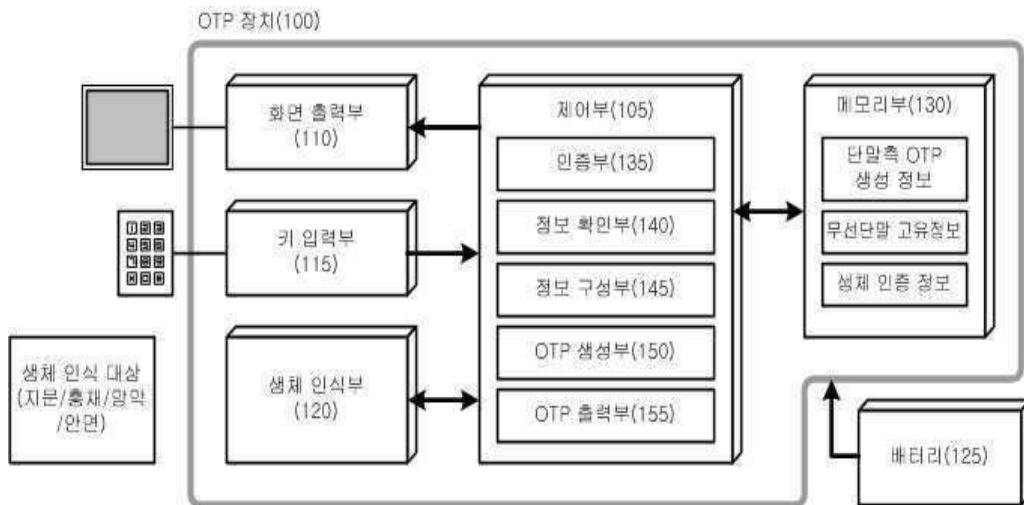 OTP 장치(100)
화면 출력부
(110)
키 입력부
(115)
생체 인식 대상
(지문/홍채/망막
/안면)
생체 인식부
(120)
제어부(105)
인증부(135)
정보 확인부(140)
정보 구성부(145)
OTP 생성부(150)
OTP 출력부(155)
메모리부(130)
단말측 OTP
생성 정보
무선단말 고유정보
생체 인증 정보
배터리(125)